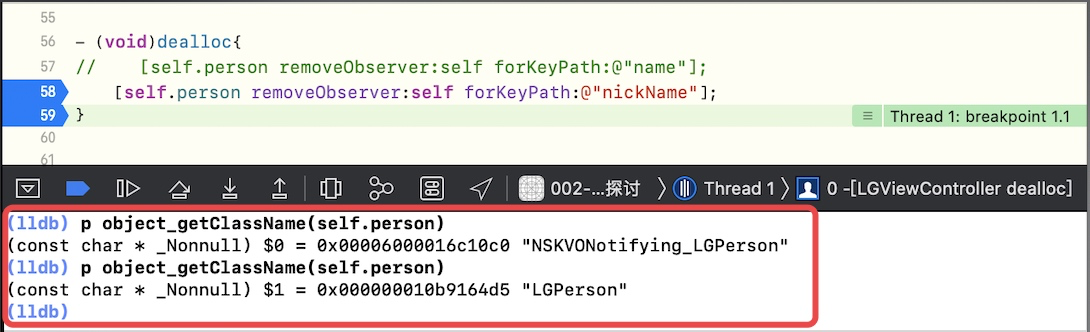 55
56 - (void)dealloc{
57 //    [self.person removeObserver:self forKeyPath:@"name"];
58     [self.person removeObserver:self forKeyPath:@"nickName"];
59 } Thread 1: breakpoint 1.1
60
61
002-...探讨 Thread 1 0 -[LGViewController dealloc]
(lldb) p object_getClassName(self.person)
(const char * _Nonnull) $0 = 0x00006000016c10c0 "NSKVONotifying_LGPerson"
(lldb) p object_getClassName(self.person)
(const char * _Nonnull) $1 = 0x000000010b9164d5 "LGPerson"
(lldb)